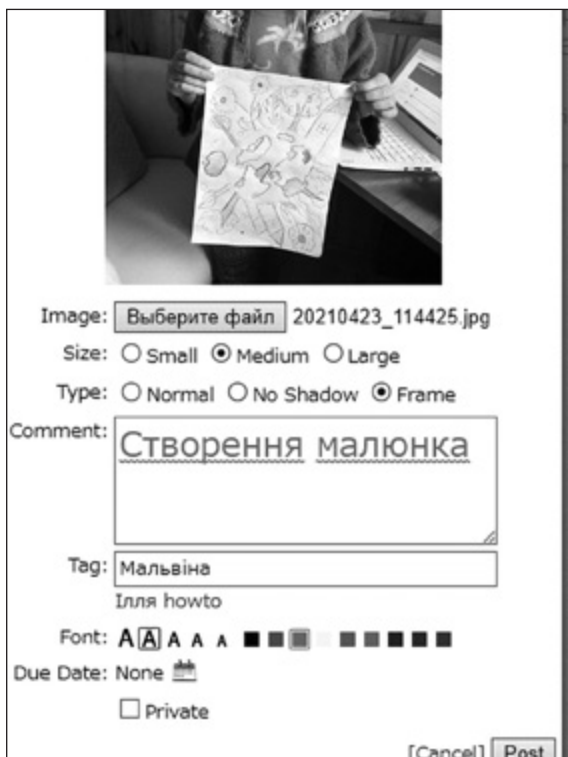 Image: Выберите файл 20210423_114425.jpg
Size: Small Medium Large
Type: Normal No Shadow Frame
Comment: Створення малюнка
Tag: Мальвіна
Ілля howto
Font: A A A A A
Due Date: None
Private
[Cancel] Post